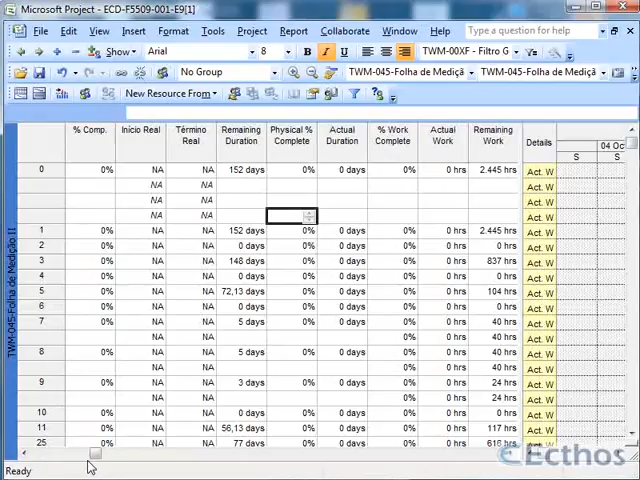 Microsoft Project - ECD-F5509-001-E9[1]
File Edit View Insert Format Tools Project Report Collaborate Window Help
Show Arial 8 B I U TWM-00XF - Filtro G
No Group TWM-045-Folha de Mediçã TWM-045-Folha de Mediçã
New Resource From
% Comp. Início Real Término Real Remaining Duration Physical % Complete Actual Duration % Work Complete Actual Work Remaining Work Details 04 Oc
S S
0 0% NA NA 152 days 0% 0 days 0% 0 hrs 2.445 hrs Act. W
NA NA Act. W
NA NA Act. W
NA NA Act. W
1 0% NA NA 152 days 0% 0 days 0% 0 hrs 2.445 hrs Act. W
2 0% NA NA 0 days 0% 0 days 0% 0 hrs 0 hrs Act. W
3 0% NA NA 148 days 0% 0 days 0% 0 hrs 837 hrs Act. W
4 0% NA NA 0 days 0% 0 days 0% 0 hrs 0 hrs Act. W
5 0% NA NA 72,13 days 0% 0 days 0% 0 hrs 104 hrs Act. W
6 0% NA NA 0 days 0% 0 days 0% 0 hrs 0 hrs Act. W
7 0% NA NA 5 days 0% 0 days 0% 0 hrs 40 hrs Act. W
NA NA 0% 0 hrs 40 hrs Act. W
8 0% NA NA 5 days 0% 0 days 0% 0 hrs 40 hrs Act. W
NA NA 0% 0 hrs 40 hrs Act. W
9 0% NA NA 3 days 0% 0 days 0% 0 hrs 24 hrs Act. W
NA NA 0% 0 hrs 24 hrs Act. W
10 0% NA NA 0 days 0% 0 days 0% 0 hrs 0 hrs Act. W
11 0% NA NA 56,13 days 0% 0 days 0% 0 hrs 117 hrs Act. W
25 0% NA NA 77 days 0% 0 days 0% 0 hrs 616 hrs Act. W
TWM-045-Folha de Medição II
Ecthos
Ready